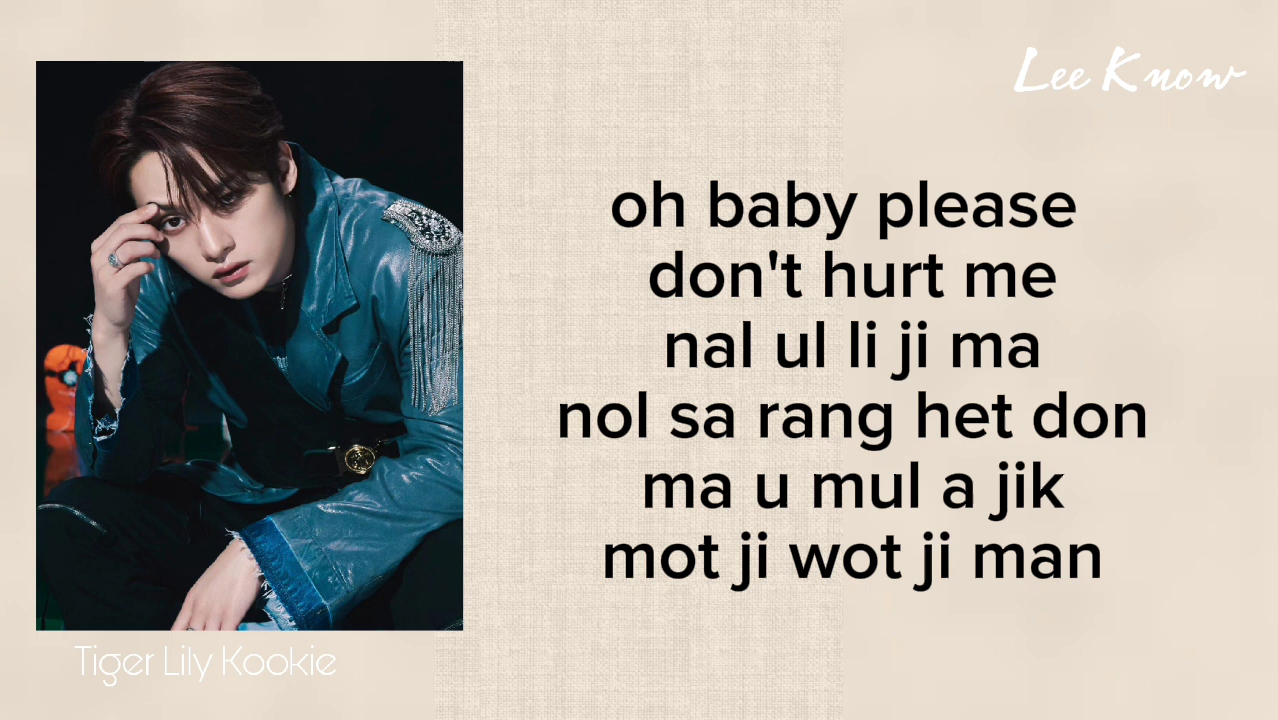 Lee Know
oh baby please
don't hurt me
nal ul li ji ma
nol sa rang het don
ma u mul a jik
mot ji wot ji man
Tiger Lily Kookie